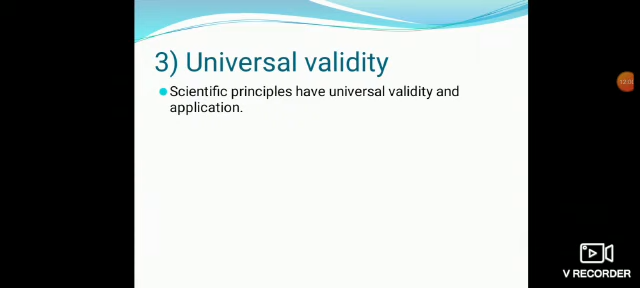 3) Universal validity
Scientific principles have universal validity and
application.
V RECORDER